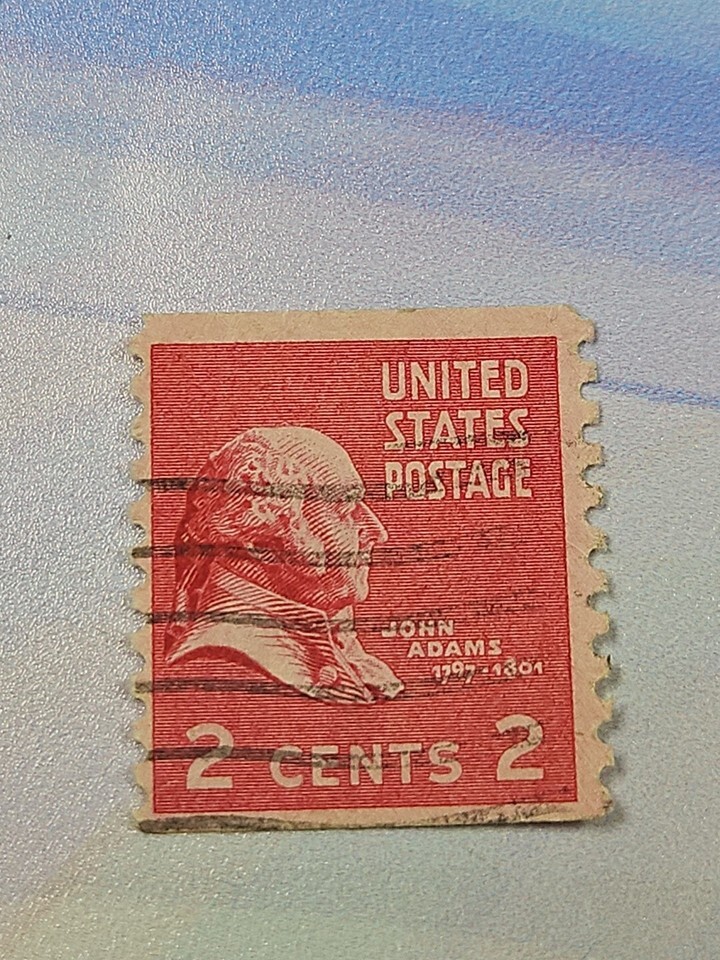 UNITED
STATES
POSTAGE
JOHN
ADAMS
1797-1801
2 CENTS 2